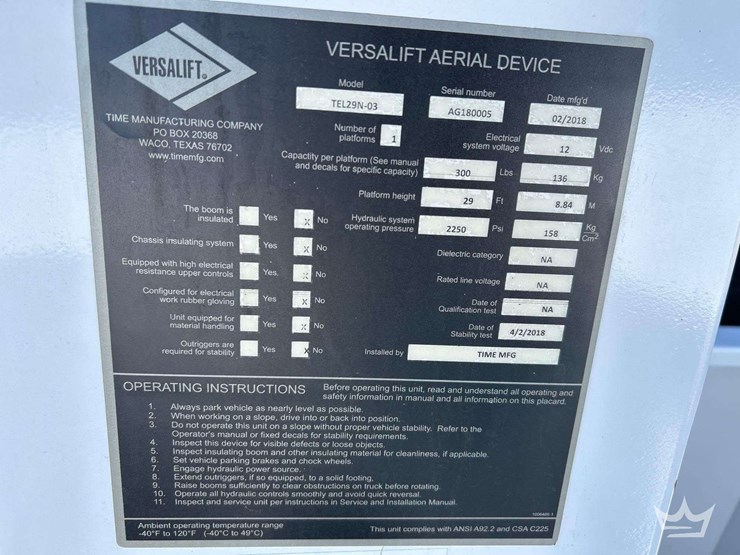 VERSALIFT
VERSALIFT AERIAL DEVICE
TIME MANUFACTURING COMPANY
PO BOX 20368
WACO, TEXAS 76702
www.timemfg.com
Model
TEL29N-03
Serial number
AG180005
Date mfg'd
02/2018
Number of
platforms 1
Electrical
system voltage 12 Vdc
Capacity per platform (See manual
and decals for specific capacity) 300 Lbs 136 Kg
Platform height 29 Ft 8.84 M
Hydraulic system
operating pressure 2250 Psi 158 Kg
Cm²
The boom is
insulated Yes X No
Chassis insulating system Yes X No
Equipped with high electrical
resistance upper controls Yes X No
Configured for electrical
work rubber gloving Yes X No
Unit equipped for
material handling Yes X No
Outriggers are
required for stability Yes X No
Dielectric category NA
Rated line voltage NA
Date of
Qualification test NA
Date of
Stability test 4/2/2018
Installed by TIME MFG
OPERATING INSTRUCTIONS
Before operating this unit, read and understand all operating and
safety information in manual and all information on this placard.
1. Always park vehicle as nearly level as possible.
2. When working on a slope, drive into or back into position.
3. Do not operate this unit on a slope without proper vehicle stability. Refer to the
Operator's manual or fixed decals for stability requirements.
4. Inspect this device for visible defects or loose objects.
5. Inspect insulating boom and other insulating material for cleanliness, if applicable.
6. Set vehicle parking brakes and chock wheels.
7. Engage hydraulic power source.
8. Extend outriggers, if so equipped, to a solid footing.
9. Raise booms sufficiently to clear obstructions on truck before rotating.
10. Operate all hydraulic controls smoothly and avoid quick reversal.
11. Inspect and service unit per instructions in Service and Installation Manual.
Ambient operating temperature range
-40°F to 120°F (-40°C to 49°C)
This unit complies with ANSI A92.2 and CSA C225